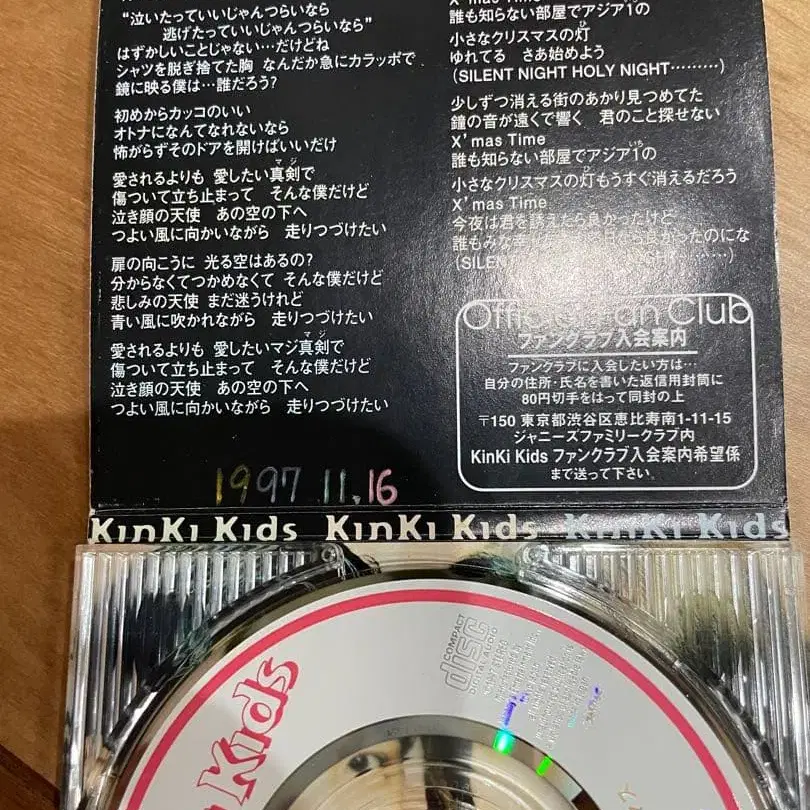 “泣いたっていいじゃんつらいなら
逃げたっていいじゃんつらいなら”
はずかしいことじゃない…だけどね
シャツを脱ぎ捨てた胸 なんだか急にカラッポで
鏡に映る僕は…誰だろう?
初めからカッコのいい
オトナになんてなれないなら
怖がらずそのドアを開けばいいだけ
愛されるよりも 愛したい真剣で
マジ
傷ついて立ち止まって そんな僕だけど
泣き顔の天使 あの空の下へ
つよい風に向かいながら 走りつづけたい
扉の向こうに 光る空はあるの?
分からなくてつかめなくて そんな僕だけど
悲しみの天使 まだ迷うけれど
青い風に吹かれながら 走りつづけたい
愛されるよりも 愛したいマジ真剣で
マジ
傷ついて立ち止まって そんな僕だけど
泣き顔の天使 あの空の下へ
つよい風に向かいながら 走りつづけたい
1997 11.16
X'mas Time
誰も知らない部屋でアジア1の
小さなクリスマスの灯
ゆれてる さあ始めよう
(SILENT NIGHT HOLY NIGHT………)
少しずつ消える街のあかり見つめてた
鐘の音が遠くで響く 君のこと探せない
X'mas Time
いち
誰も知らない部屋でアジア1の
小さなクリスマスの灯もうすぐ消えるだろう
X'mas Time
今夜は君を誘えたら良かったけど
誰もみな幸せ 良かったのにな
(SILENT NIGHT………)
Official Fan Club
ファンクラブ入会案内
ファンクラブに入会したい方は…
自分の住所・氏名を書いた返信用封筒に
80円切手をはって同封の上
〒150 東京都渋谷区恵比寿南1-11-15
ジャニーズファミリークラブ内
KinKi Kids ファンクラブ入会案内希望係
まで送って下さい。
KinKi Kids KinKi Kids KinKi Kids
COMPACT
disc
DIGITAL AUDIO
Kids